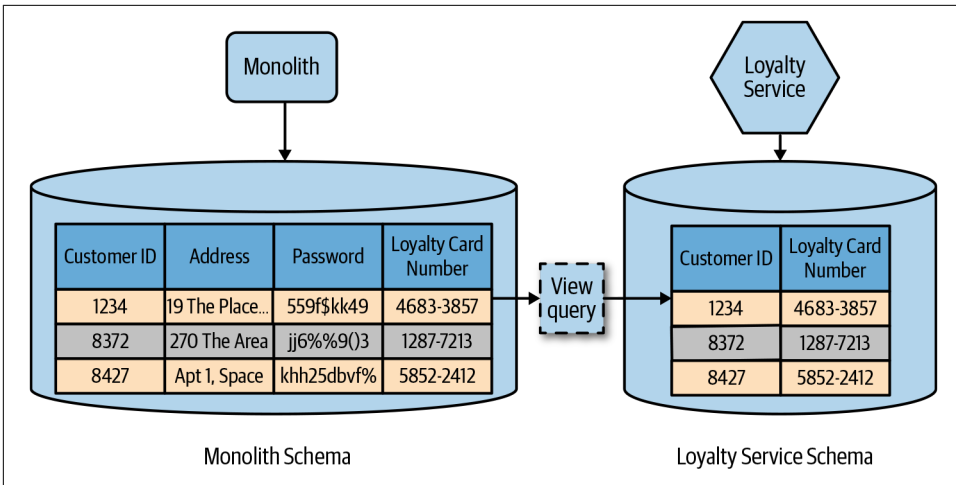 Monolith
Loyalty
Service
Customer ID
Address
Password
Loyalty Card
Number
1234
19 The Place...
559f$kk49
4683-3857
8372
270 The Area
jj6%%9()3
1287-7213
8427
Apt 1, Space
khh25dbvf%
5852-2412
View
query
Customer ID
Loyalty Card
Number
1234
4683-3857
8372
1287-7213
8427
5852-2412
Monolith Schema
Loyalty Service Schema